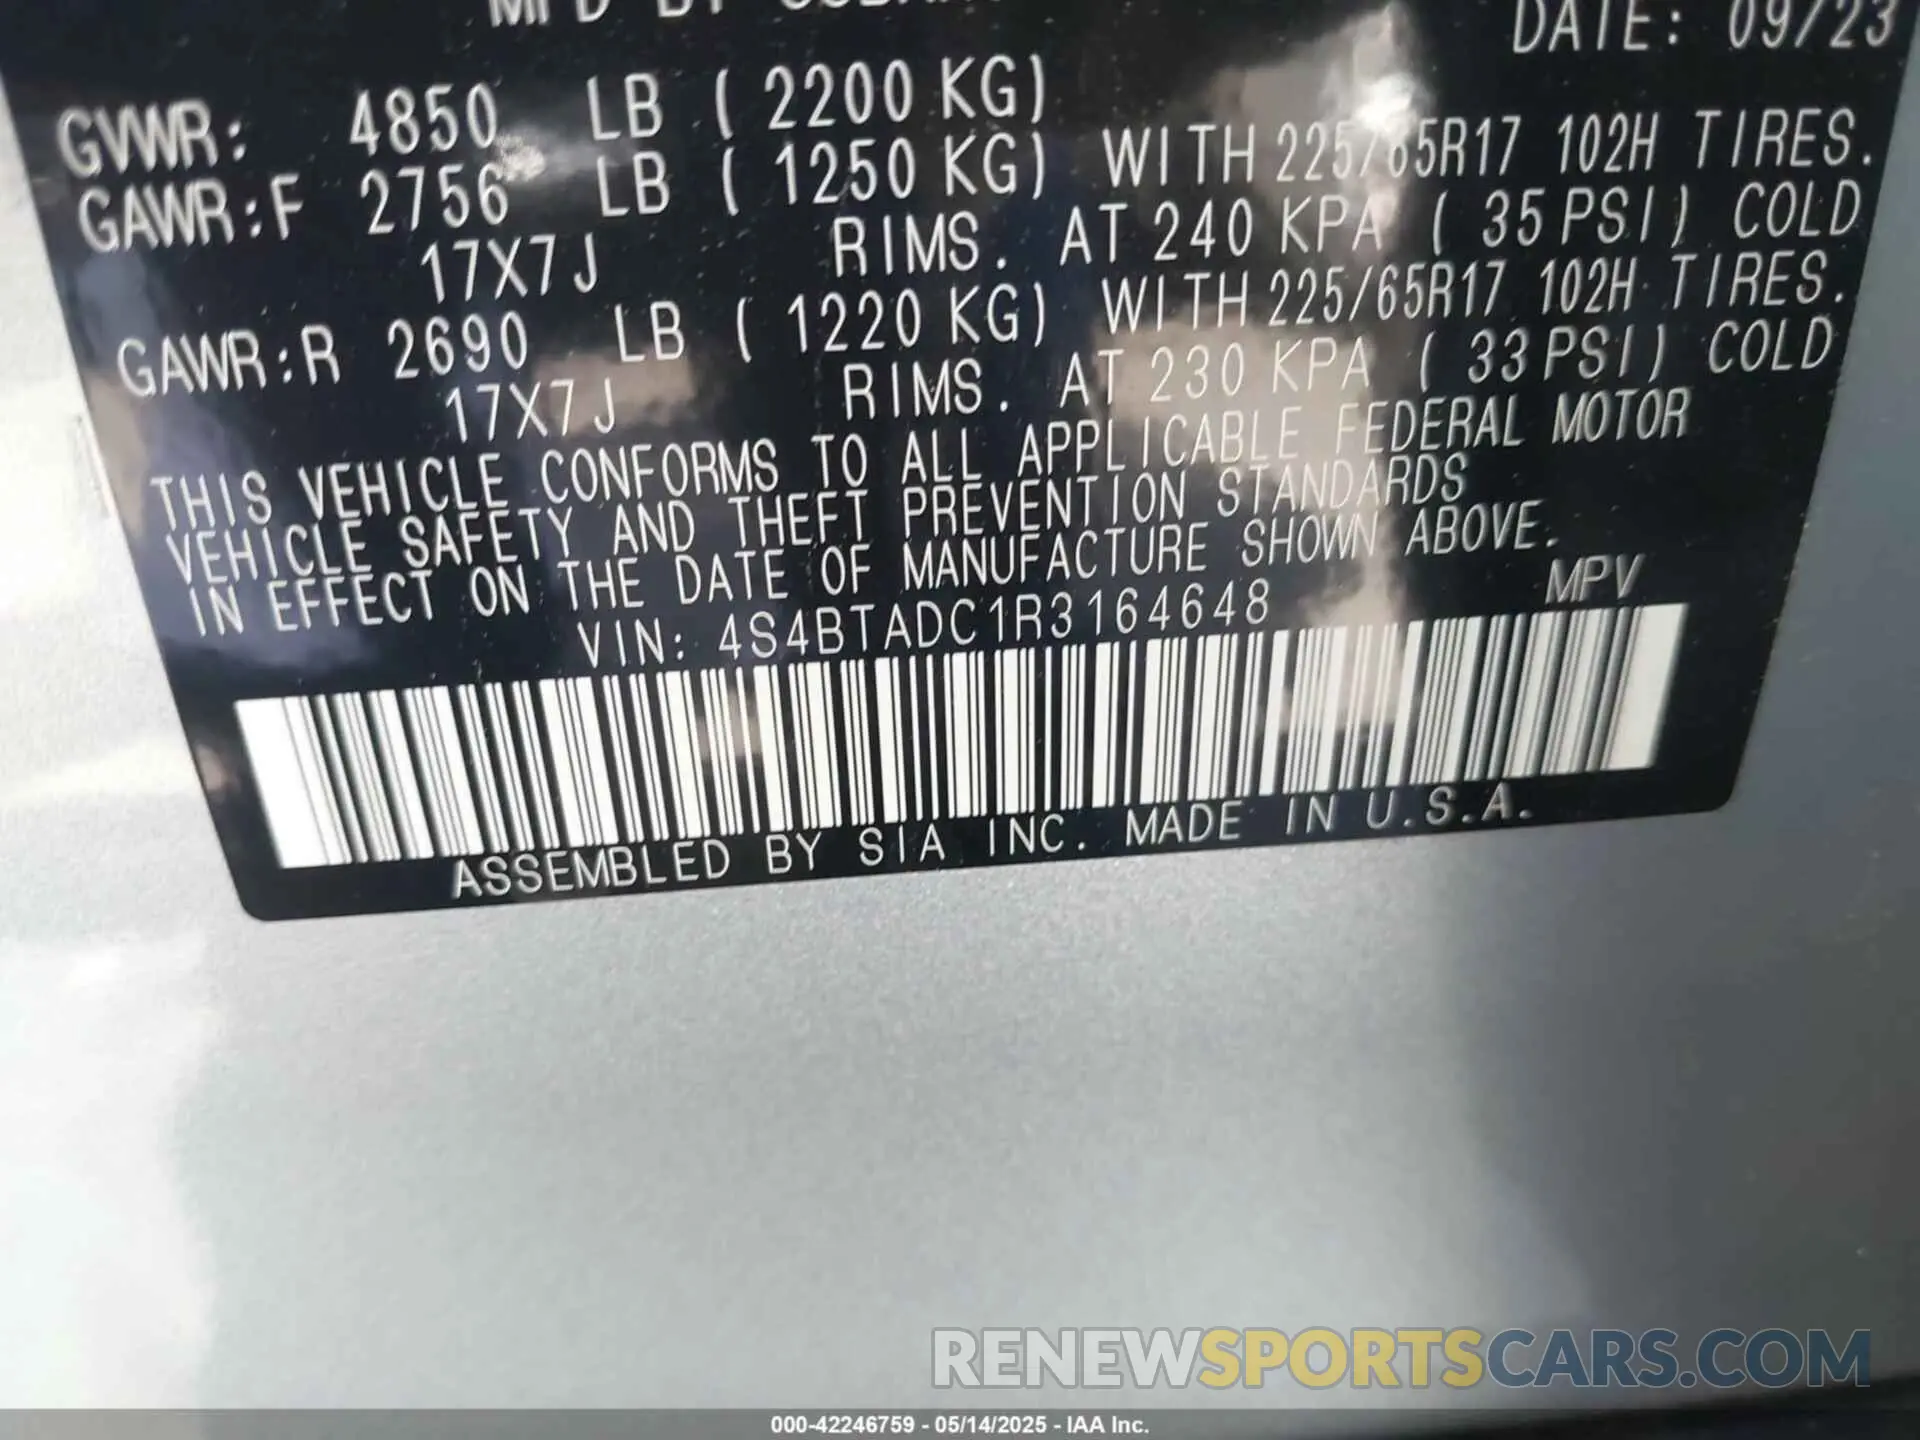 MFD BY
DATE: 09/23
GVWR: 4850 LB ( 2200 KG)
GAWR:F 2756 LB ( 1250 KG) WITH 225/65R17 102H TIRES.
17X7J RIMS. AT 240 KPA ( 35 PSI) COLD
GAWR:R 2690 LB ( 1220 KG) WITH 225/65R17 102H TIRES.
17X7J RIMS. AT 230 KPA ( 33 PSI) COLD
THIS VEHICLE CONFORMS TO ALL APPLICABLE FEDERAL MOTOR
VEHICLE SAFETY AND THEFT PREVENTION STANDARDS
IN EFFECT ON THE DATE OF MANUFACTURE SHOWN ABOVE.
VIN: 4S4BTADC1R3164648 MPV
ASSEMBLED BY SIA INC. MADE IN U.S.A.
RENEWSPORTSCARS.COM
000-42246759 - 05/14/2025 - IAA Inc.